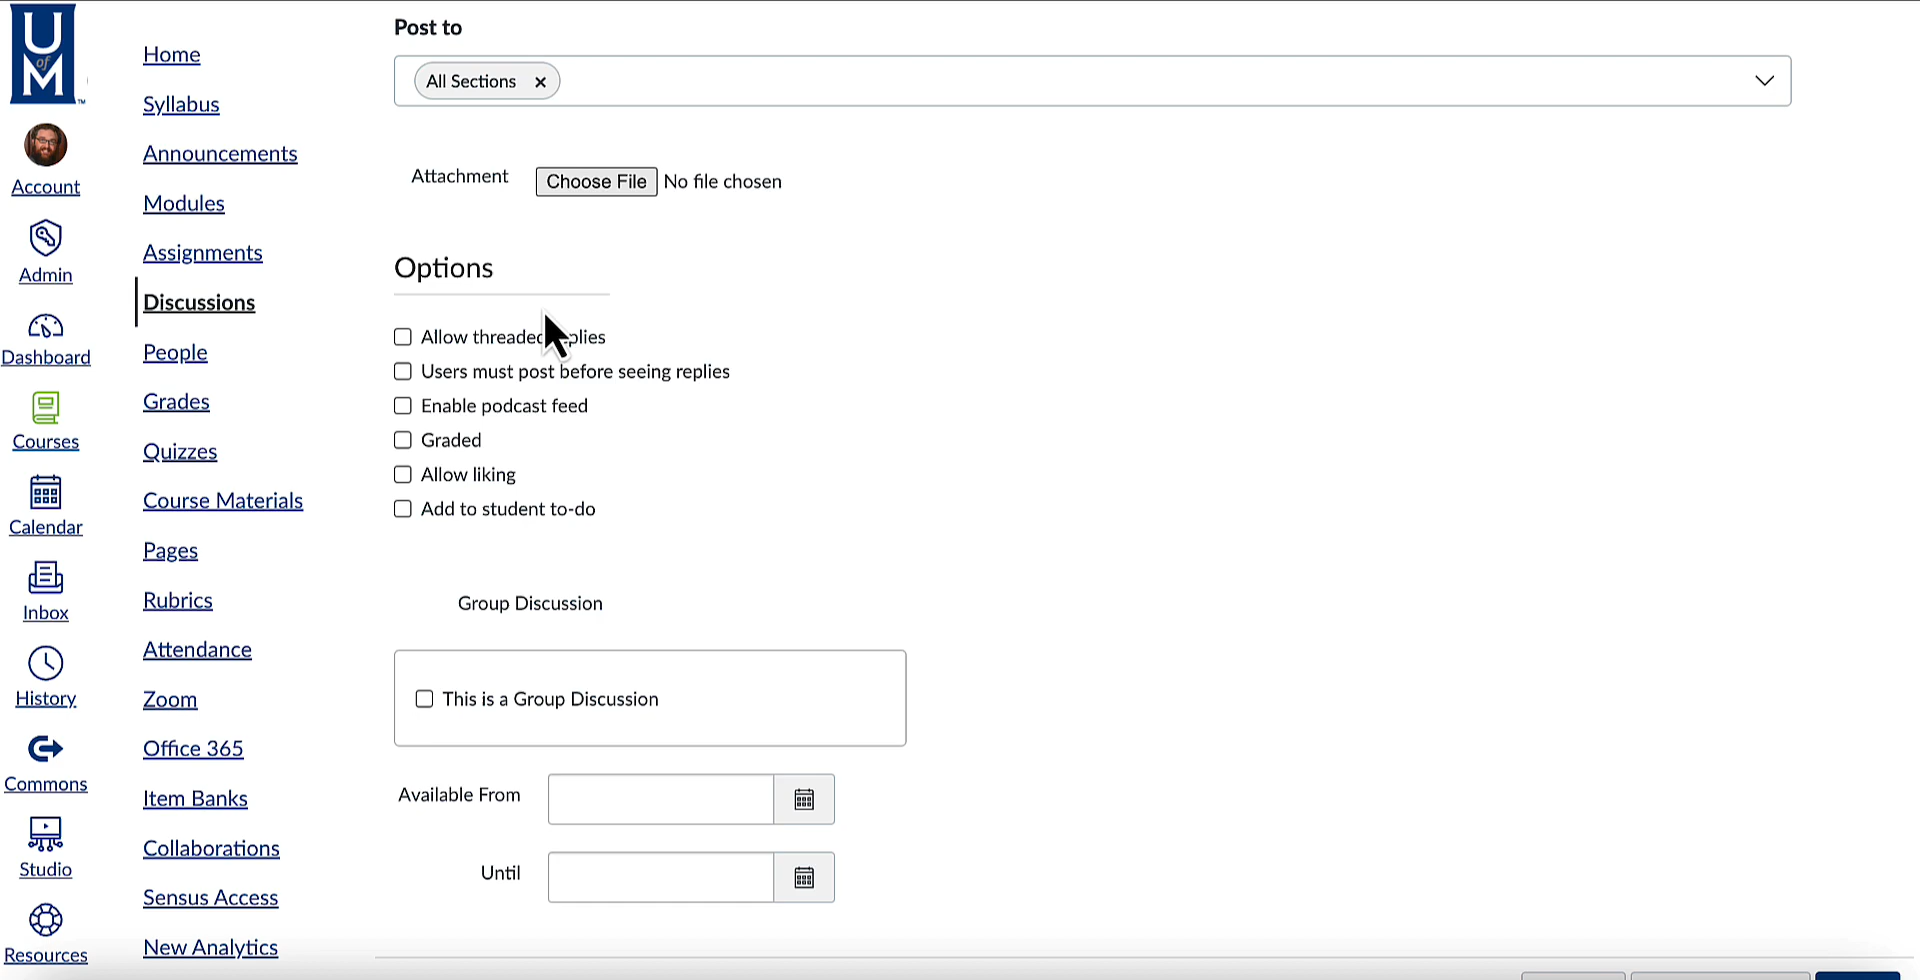 U
of
M
TM
Account
Admin
Dashboard
Courses
Calendar
Inbox
History
Commons
Studio
Resources
Home
Syllabus
Announcements
Modules
Assignments
Discussions
People
Grades
Quizzes
Course Materials
Pages
Rubrics
Attendance
Zoom
Office 365
Item Banks
Collaborations
Sensus Access
New Analytics
Post to
All Sections
Attachment Choose File No file chosen
Options
Allow threaded
Users must post before seeing replies
Enable podcast feed
Graded
Allow liking
Add to student to-do
Group Discussion
This is a Group Discussion
Available From
Until